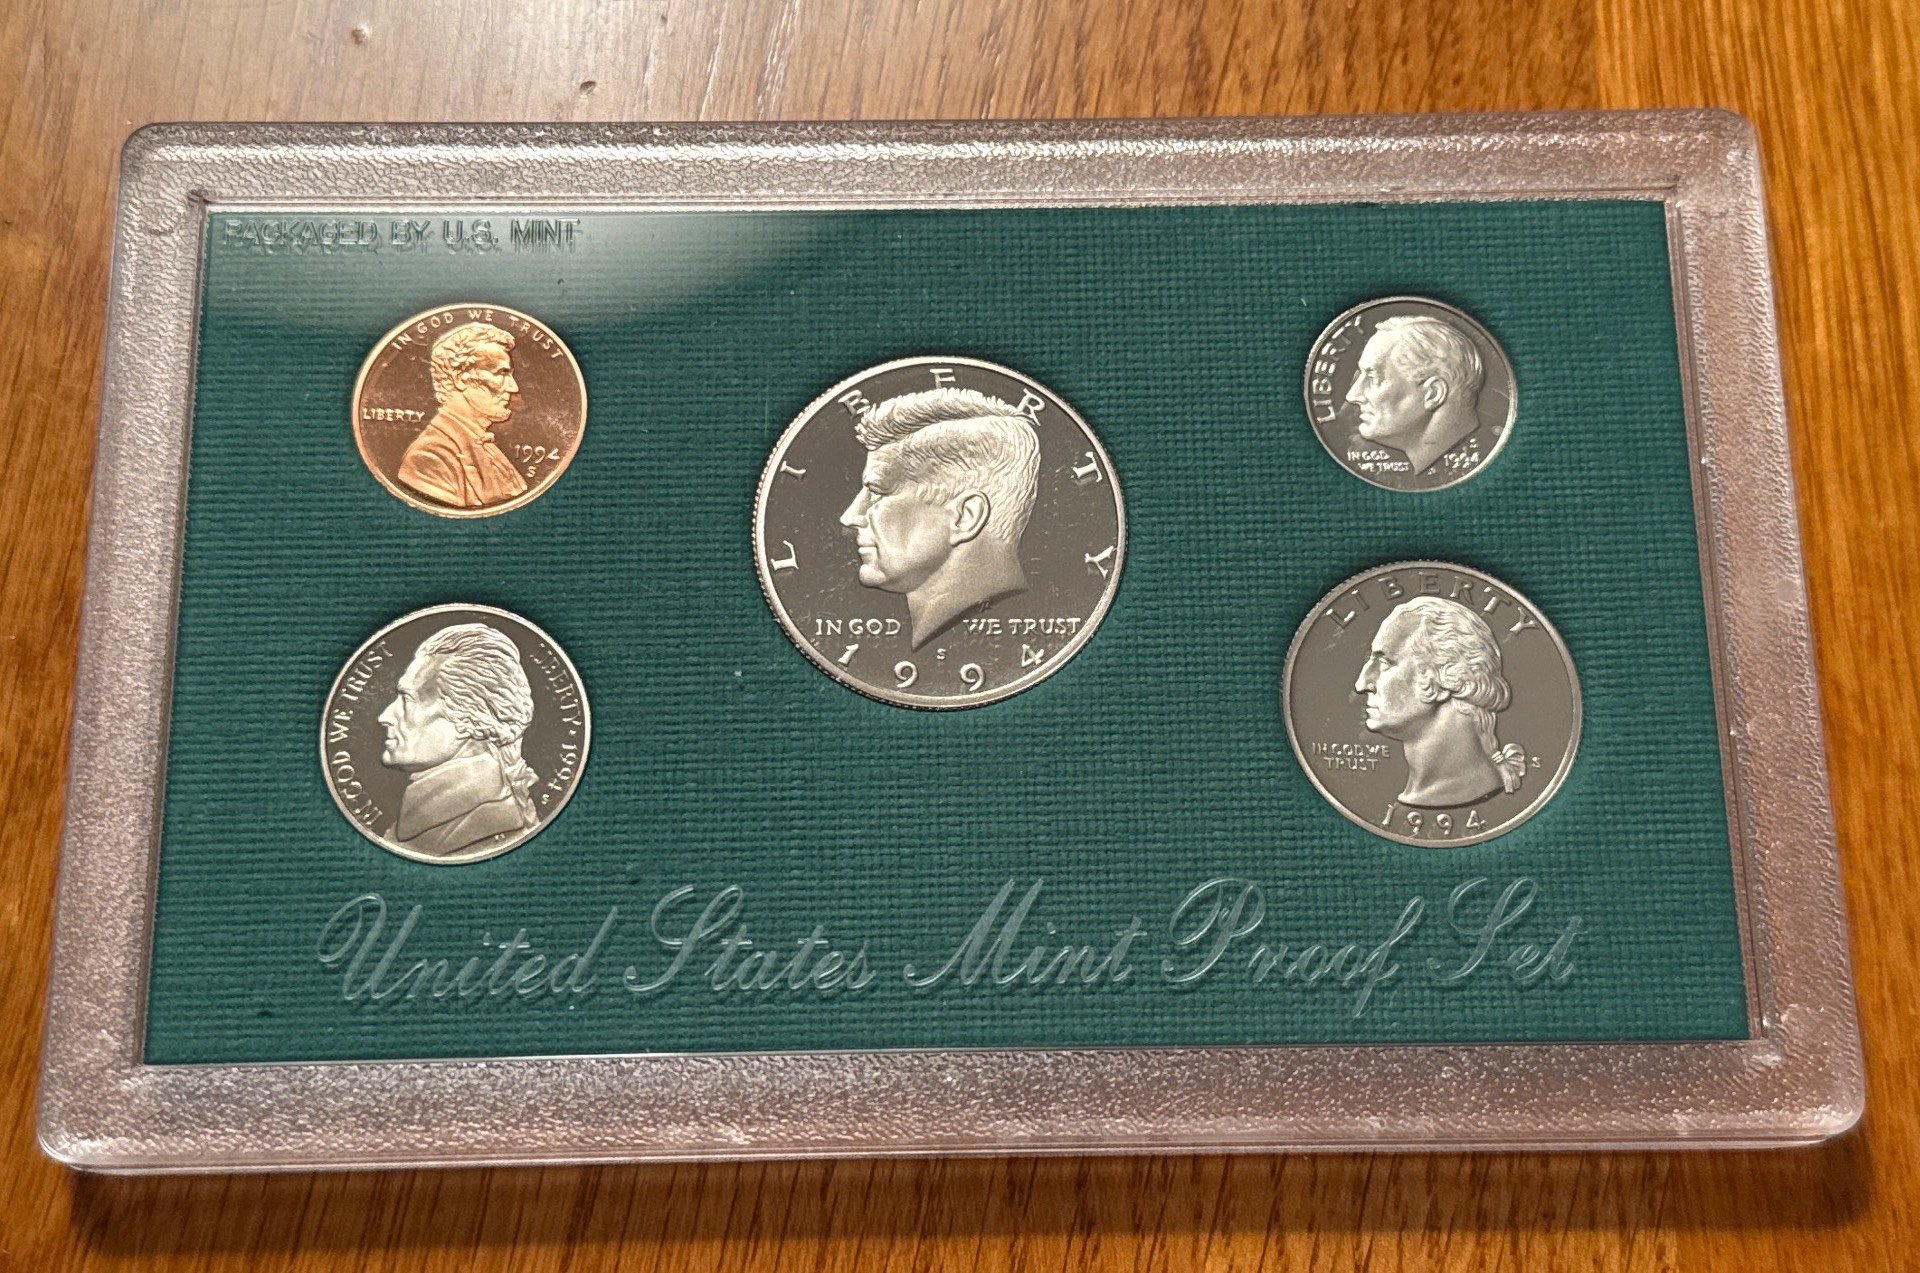 PACKAGED BY U.S. MINT
IN GOD WE TRUST
LIBERTY
1994
S
LIBERTY
IN GOD WE TRUST
S
1994
LIBERTY
S
IN GOD
WE TRUST
1994
IN GOD WE TRUST
LIBERTY · 1994
S
LIBERTY
IN GOD WE
TRUST
S
1994
United States Mint Proof Set